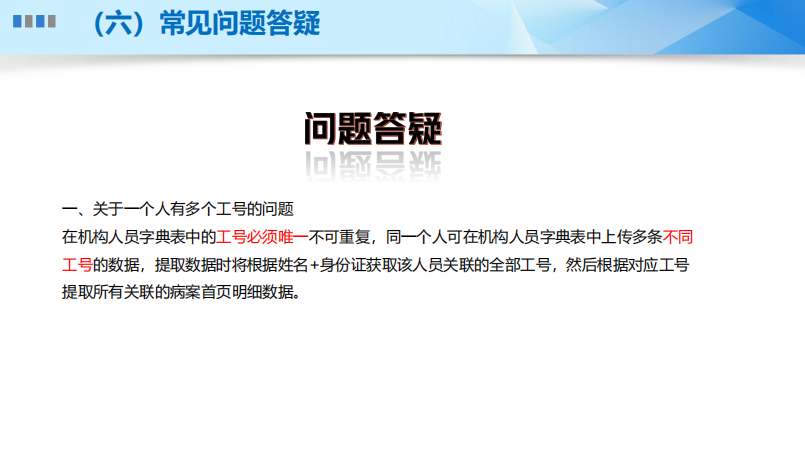 （六）常见问题答疑
问题答疑
一、关于一个人有多个工号的问题
在机构人员字典表中的工号必须唯一不可重复，同一个人可在机构人员字典表中上传多条不同
工号的数据，提取数据时将根据姓名+身份证获取该人员关联的全部工号，然后根据对应工号
提取所有关联的病案首页明细数据。